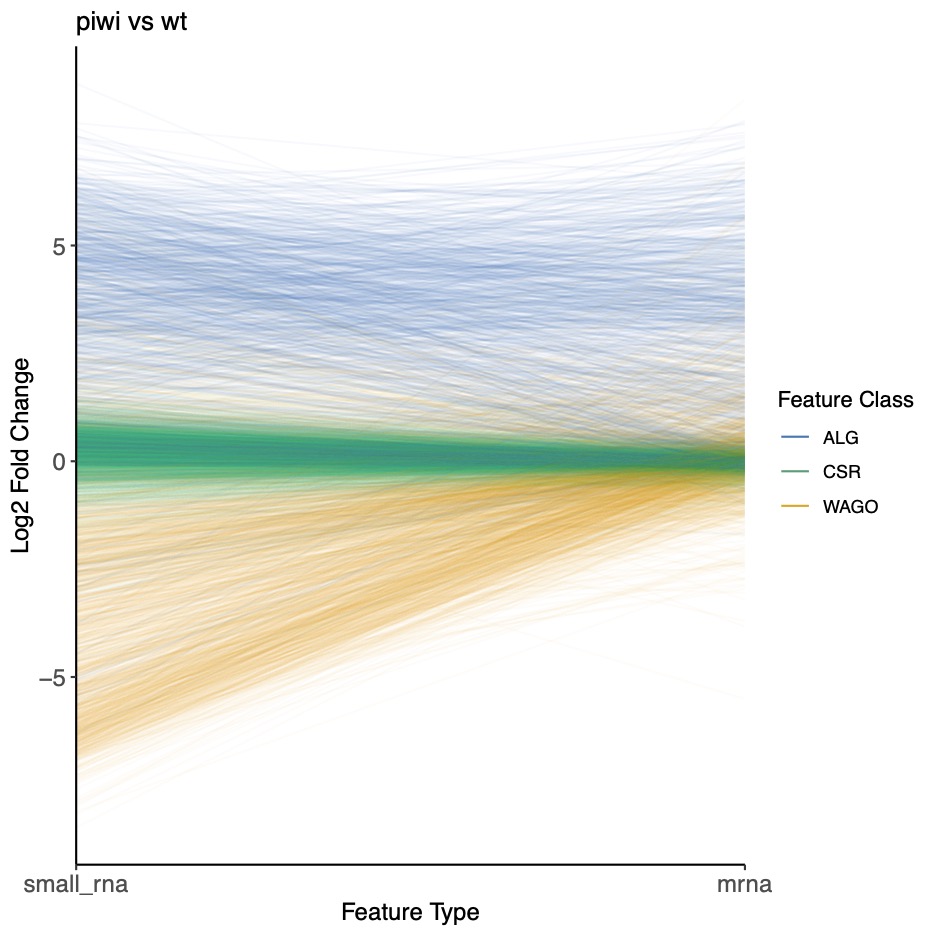 piwi vs wt
Log2 Fold Change
5
0
−5
small_rna
mrna
Feature Type
Feature Class
ALG
CSR
WAGO